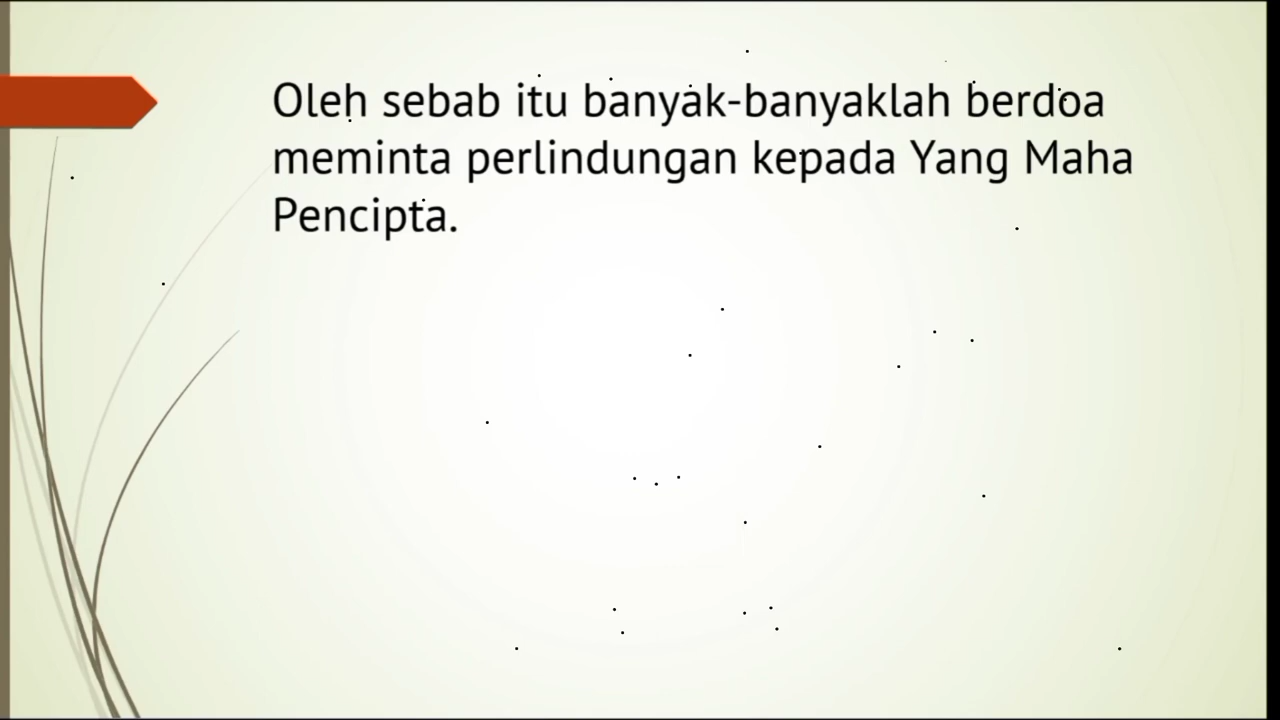 Oleh sebab itu banyak-banyaklah berdoa
meminta perlindungan kepada Yang Maha
Pencipta.